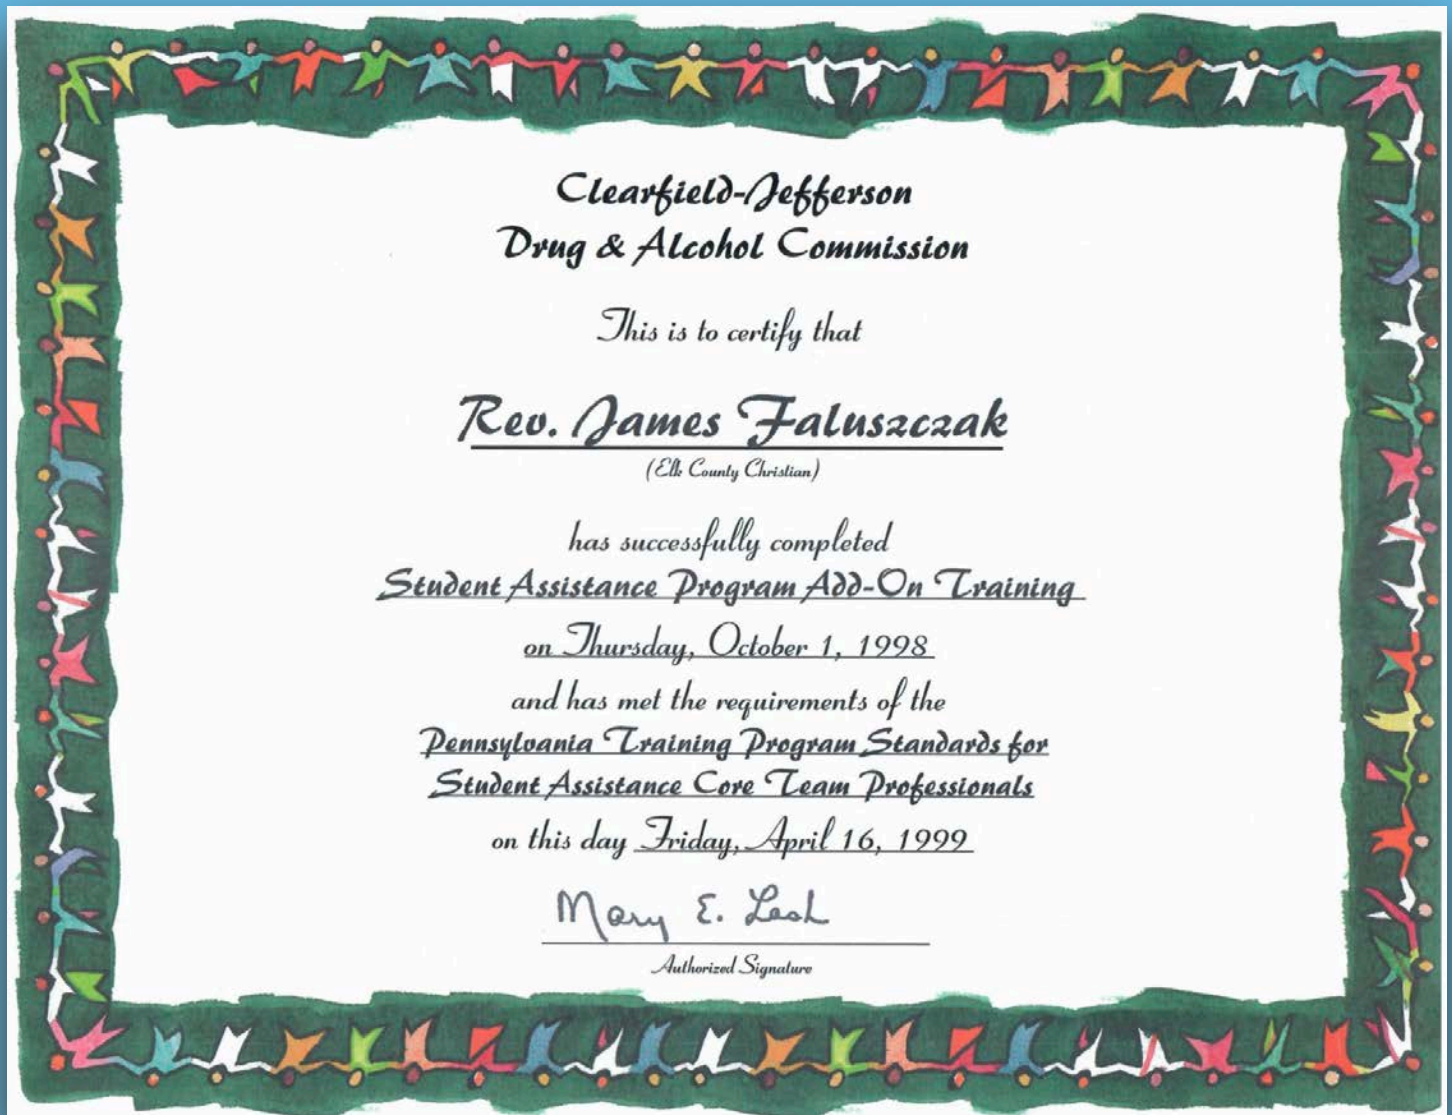 Clearfield-Jefferson
Drug & Alcohol Commission
This is to certify that
Rev. James Faluszczak
(Elk County Christian)
has successfully completed
Student Assistance Program Add-On Training
on Thursday, October 1, 1998
and has met the requirements of the
Pennsylvania Training Program Standards for
Student Assistance Core Team Professionals
on this day Friday, April 16, 1999
Mary E.
Authorized Signature